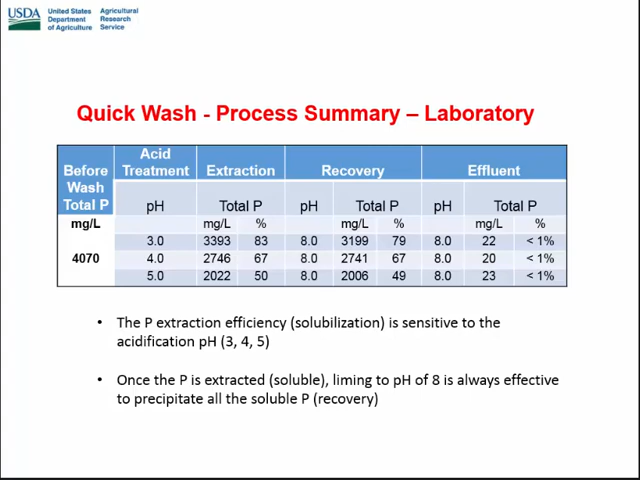 USDA
United States Department of Agriculture
Agricultural Research Service
Quick Wash - Process Summary – Laboratory
Before Wash Total P | Acid Treatment | Extraction | Recovery | Effluent
pH | Total P | pH | Total P | pH | Total P
mg/L | mg/L | % | mg/L | % | mg/L | %
3.0 | 3393 | 83 | 8.0 | 3199 | 79 | 8.0 | 22 | < 1%
4070 | 4.0 | 2746 | 67 | 8.0 | 2741 | 67 | 8.0 | 20 | < 1%
5.0 | 2022 | 50 | 8.0 | 2006 | 49 | 8.0 | 23 | < 1%
• The P extraction efficiency (solubilization) is sensitive to the
acidification pH (3, 4, 5)
• Once the P is extracted (soluble), liming to pH of 8 is always effective
to precipitate all the soluble P (recovery)